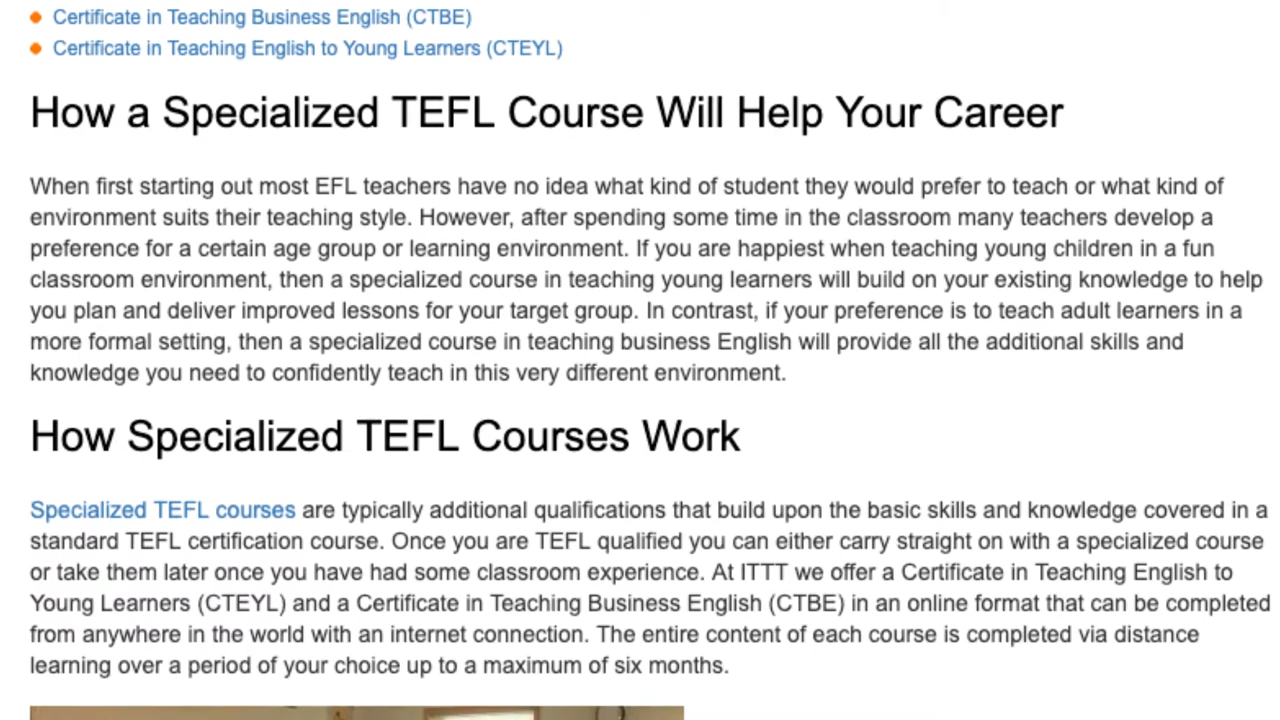 Certificate in Teaching Business English (CTBE)
Certificate in Teaching English to Young Learners (CTEYL)
How a Specialized TEFL Course Will Help Your Career
When first starting out most EFL teachers have no idea what kind of student they would prefer to teach or what kind of
environment suits their teaching style. However, after spending some time in the classroom many teachers develop a
preference for a certain age group or learning environment. If you are happiest when teaching young children in a fun
classroom environment, then a specialized course in teaching young learners will build on your existing knowledge to help
you plan and deliver improved lessons for your target group. In contrast, if your preference is to teach adult learners in a
more formal setting, then a specialized course in teaching business English will provide all the additional skills and
knowledge you need to confidently teach in this very different environment.
How Specialized TEFL Courses Work
Specialized TEFL courses are typically additional qualifications that build upon the basic skills and knowledge covered in a
standard TEFL certification course. Once you are TEFL qualified you can either carry straight on with a specialized course
or take them later once you have had some classroom experience. At ITTT we offer a Certificate in Teaching English to
Young Learners (CTEYL) and a Certificate in Teaching Business English (CTBE) in an online format that can be completed
from anywhere in the world with an internet connection. The entire content of each course is completed via distance
learning over a period of your choice up to a maximum of six months.